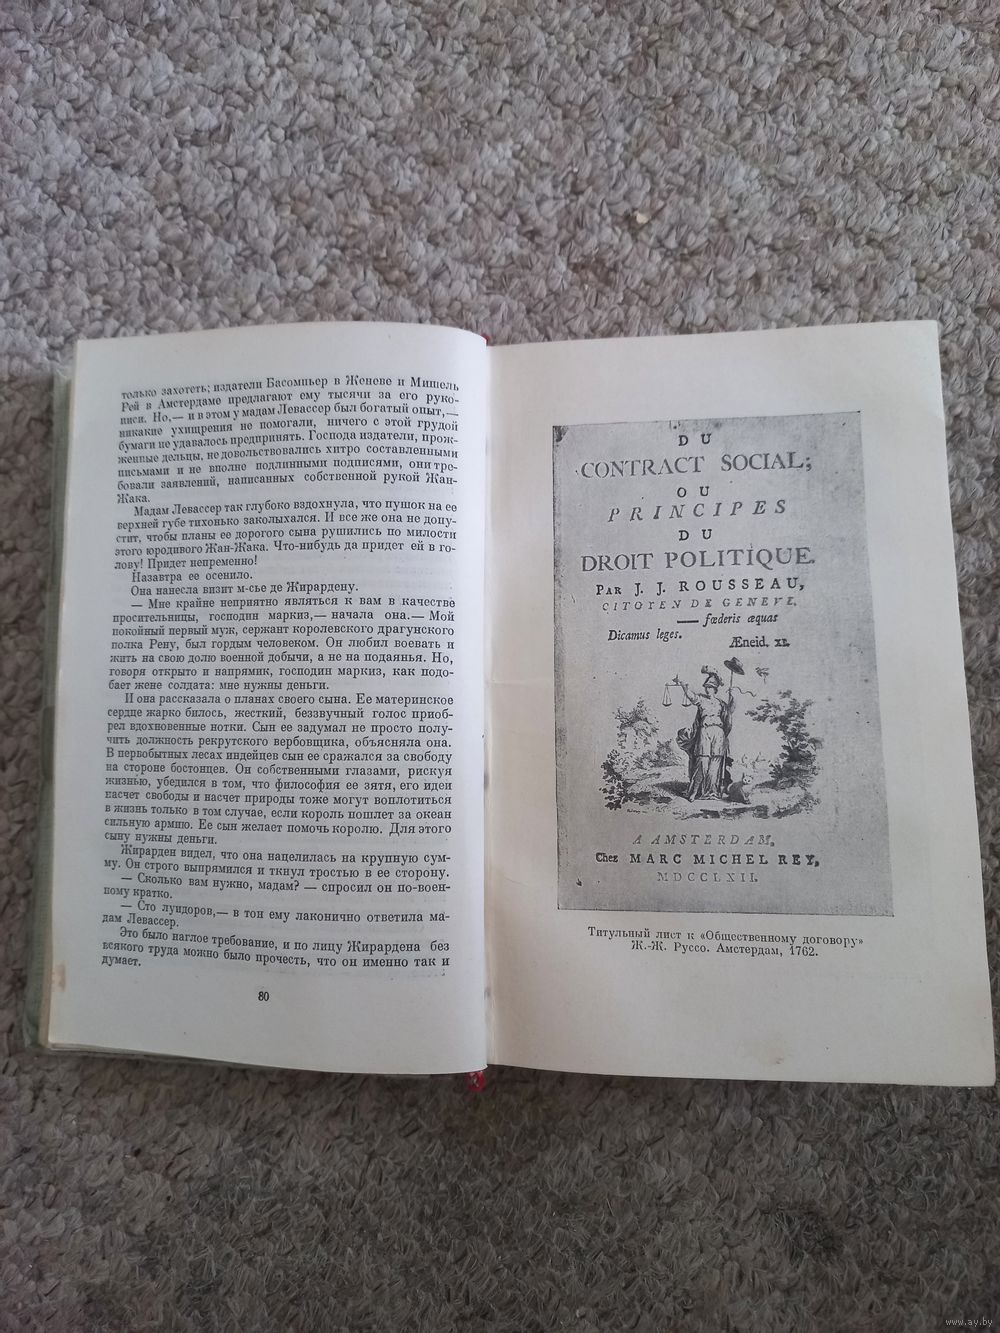 только захотеть; издатели Басомпьер в Женеве и Мишель
Рей в Амстердаме предлагают ему тысячи за его руко-
писи. Но,— и в этом у мадам Левассер был богатый опыт,—
никакие ухищрения не помогали, ничего с этой грудой
бумаги не удавалось предпринять. Господа издатели, прож-
женные дельцы, не довольствовались хитро составленными
письмами и не вполне подлинными подписями, они тре-
бовали заявлений, написанных собственной рукой Жан-
Жака.
Мадам Левассер так глубоко вздохнула, что пушок на ее
верхней губе тихонько заколыхался. И все же она не допу-
стит, чтобы планы ее дорогого сына рушились по милости
этого юродивого Жан-Жака. Что-нибудь да придет ей в го-
лову! Придет непременно!
Назавтра ее осенило.
Она нанесла визит м-сье де Жирардену.
— Мне крайне неприятно являться к вам в качестве
просительницы, господин маркиз,— начала она.— Мой
покойный первый муж, сержант королевского драгунского
полка Рену, был гордым человеком. Он любил воевать и
жить на свою долю военной добычи, а не на подаянья. Но,
говоря открыто и напрямик, господин маркиз, как подо-
бает жене солдата: мне нужны деньги.
И она рассказала о планах своего сына. Ее материнское
сердце жарко билось, жесткий, беззвучный голос приоб-
рел вдохновенные нотки. Сын ее задумал не просто полу-
чить должность рекрутского вербовщика, объясняла она.
В первобытных лесах индейцев сын ее сражался за свободу
на стороне бостонцев. Он собственными глазами, рискуя
жизнью, убедился в том, что философия ее зятя, его идеи
насчет свободы и насчет природы тоже могут воплотиться
в жизнь только в том случае, если король пошлет за океан
сильную армию. Ее сын желает помочь королю. Для этого
сыну нужны деньги.
Жирарден видел, что она нацелилась на крупную сум-
му. Он строго выпрямился и ткнул тростью в ее сторону.
— Сколько вам нужно, мадам? — спросил он по-воен-
ному кратко.
— Сто луидоров,— в тон ему лаконично ответила ма-
дам Левассер.
Это было наглое требование, и по лицу Жирардена без
всякого труда можно было прочесть, что он именно так и
думает.
80
DU
CONTRACT SOCIAL;
OU
PRINCIPES
DU
DROIT POLITIQUE.
PAR J. J. ROUSSEAU,
CITOYEN DE GENEVE.
— fœderis æquas
Dicamus leges. Æneid. XI.
A AMSTERDAM,
Chez MARC MICHEL REY,
MDCCLXII.
Титульный лист к «Общественному договору»
Ж.-Ж. Руссо. Амстердам, 1762.
www.ay.by